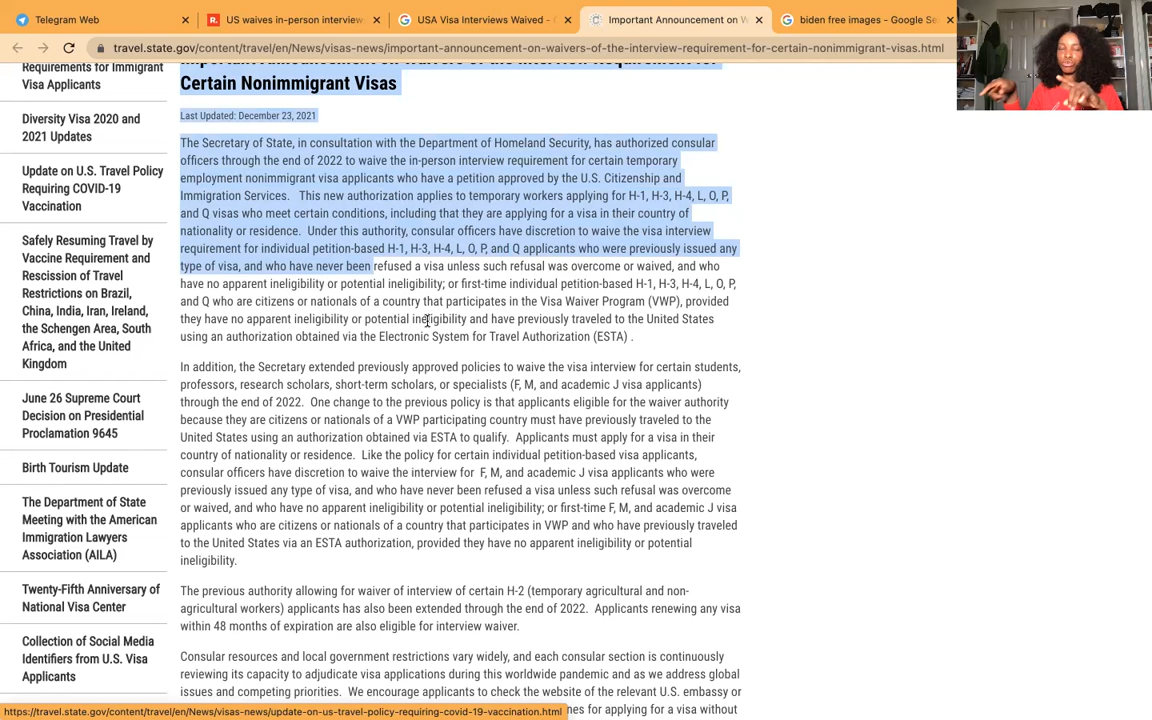 Telegram Web
US waives in-person interview
USA Visa Interviews Waived -
Important Announcement on W
biden free images - Google Se
travel.state.gov/content/travel/en/News/visas-news/important-announcement-on-waivers-of-the-interview-requirement-for-certain-nonimmigrant-visas.html
Requirements for Immigrant
Visa Applicants
Diversity Visa 2020 and
2021 Updates
Update on U.S. Travel Policy
Requiring COVID-19
Vaccination
Safely Resuming Travel by
Vaccine Requirement and
Rescission of Travel
Restrictions on Brazil,
China, India, Iran, Ireland,
the Schengen Area, South
Africa, and the United
Kingdom
June 26 Supreme Court
Decision on Presidential
Proclamation 9645
Birth Tourism Update
The Department of State
Meeting with the American
Immigration Lawyers
Association (AILA)
Twenty-Fifth Anniversary of
National Visa Center
Collection of Social Media
Identifiers from U.S. Visa
Applicants
Important Announcement on Waivers of the Interview Requirement for
Certain Nonimmigrant Visas
Last Updated: December 23, 2021
The Secretary of State, in consultation with the Department of Homeland Security, has authorized consular
officers through the end of 2022 to waive the in-person interview requirement for certain temporary
employment nonimmigrant visa applicants who have a petition approved by the U.S. Citizenship and
Immigration Services.   This new authorization applies to temporary workers applying for H-1, H-3, H-4, L, O, P,
and Q visas who meet certain conditions, including that they are applying for a visa in their country of
nationality or residence.  Under this authority, consular officers have discretion to waive the visa interview
requirement for individual petition-based H-1, H-3, H-4, L, O, P, and Q applicants who were previously issued any
type of visa, and who have never been refused a visa unless such refusal was overcome or waived, and who
have no apparent ineligibility or potential ineligibility; or first-time individual petition-based H-1, H-3, H-4, L, O, P,
and Q who are citizens or nationals of a country that participates in the Visa Waiver Program (VWP), provided
they have no apparent ineligibility or potential ineligibility and have previously traveled to the United States
using an authorization obtained via the Electronic System for Travel Authorization (ESTA) .
In addition, the Secretary extended previously approved policies to waive the visa interview for certain students,
professors, research scholars, short-term scholars, or specialists (F, M, and academic J visa applicants)
through the end of 2022.  One change to the previous policy is that applicants eligible for the waiver authority
because they are citizens or nationals of a VWP participating country must have previously traveled to the
United States using an authorization obtained via ESTA to qualify.  Applicants must apply for a visa in their
country of nationality or residence.  Like the policy for certain individual petition-based visa applicants,
consular officers have discretion to waive the interview for  F, M, and academic J visa applicants who were
previously issued any type of visa, and who have never been refused a visa unless such refusal was overcome
or waived, and who have no apparent ineligibility or potential ineligibility; or first-time F, M, and academic J visa
applicants who are citizens or nationals of a country that participates in VWP and who have previously traveled
to the United States via an ESTA authorization, provided they have no apparent ineligibility or potential
ineligibility.
The previous authority allowing for waiver of interview of certain H-2 (temporary agricultural and non-
agricultural workers) applicants has also been extended through the end of 2022.  Applicants renewing any visa
within 48 months of expiration are also eligible for interview waiver.
Consular resources and local government restrictions vary widely, and each consular section is continuously
reviewing its capacity to adjudicate visa applications during this worldwide pandemic and as we address global
issues and competing priorities.  We encourage applicants to check the website of the relevant U.S. embassy or
nes for applying for a visa without
https://travel.state.gov/content/travel/en/News/visas-news/update-on-us-travel-policy-requiring-covid-19-vaccination.html